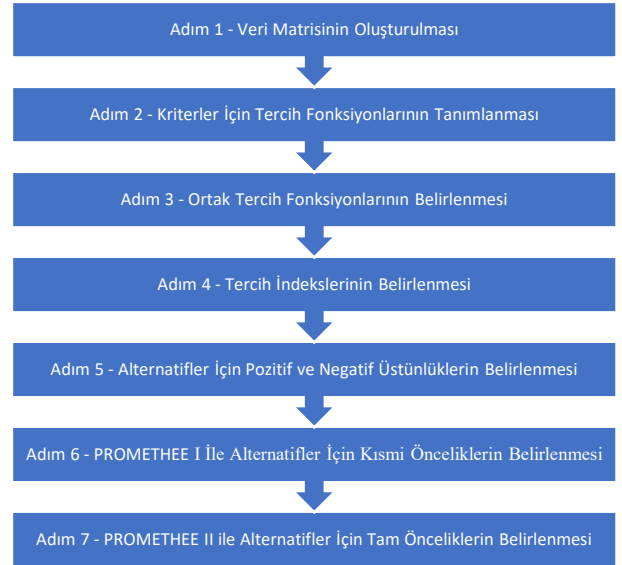 Adım 1 - Veri Matrisinin Oluşturulması
Adım 2 - Kriterler İçin Tercih Fonksiyonlarının Tanımlanması
Adım 3 - Ortak Tercih Fonksiyonlarının Belirlenmesi
Adım 4 - Tercih İndekslerinin Belirlenmesi
Adım 5 - Alternatifler İçin Pozitif ve Negatif Üstünlüklerin Belirlenmesi
Adım 6 - PROMETHEE I İle Alternatifler İçin Kısmi Önceliklerin Belirlenmesi
Adım 7 - PROMETHEE II ile Alternatifler İçin Tam Önceliklerin Belirlenmesi